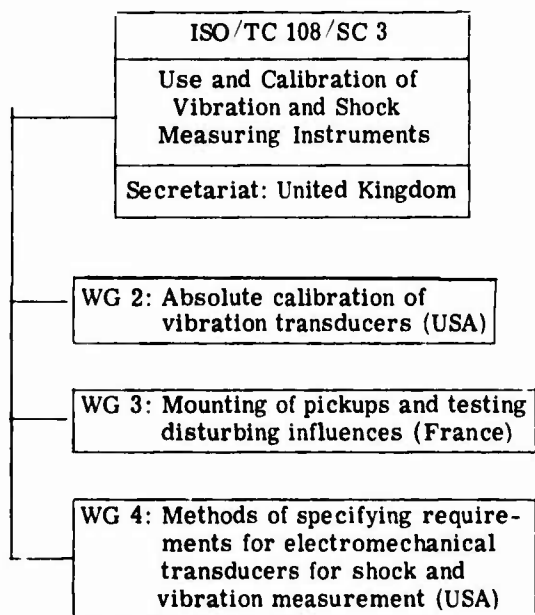 ISO/TC 108/SC 3
Use and Calibration of
Vibration and Shock
Measuring Instruments
Secretariat: United Kingdom
WG 2: Absolute calibration of
vibration transducers (USA)
WG 3: Mounting of pickups and testing
disturbing influences (France)
WG 4: Methods of specifying require-
ments for electromechanical
transducers for shock and
vibration measurement (USA)